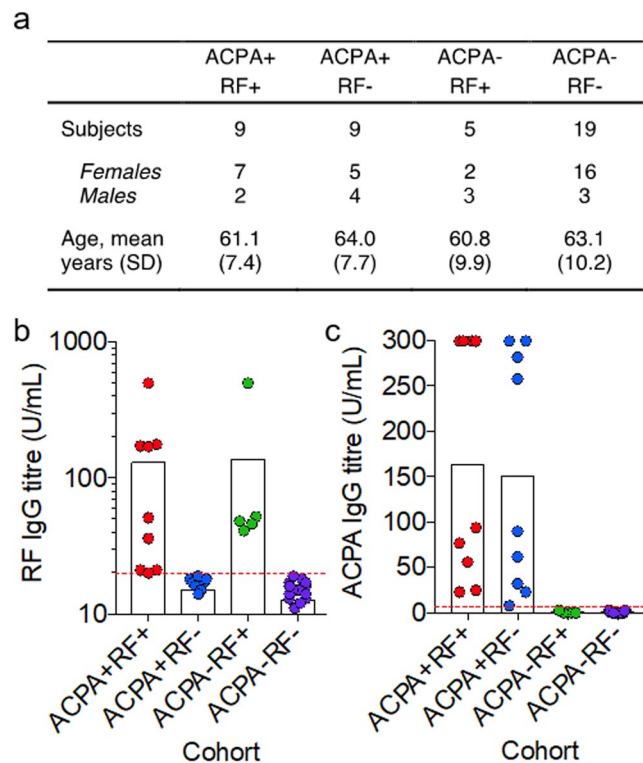 a
ACPA+ ACPA+ ACPA- ACPA-
RF+ RF- RF+ RF-
Subjects 9 9 5 19
Females 7 5 2 16
Males 2 4 3 3
Age, mean 61.1 64.0 60.8 63.1
years (SD) (7.4) (7.7) (9.9) (10.2)
b
1000
100
10
RF IgG titre (U/mL)
ACPA+RF+
ACPA+RF-
ACPA-RF+
ACPA-RF-
Cohort
c
300
250
200
150
100
50
0
ACPA IgG titre (U/mL)
ACPA+RF+
ACPA+RF-
ACPA-RF+
ACPA-RF-
Cohort